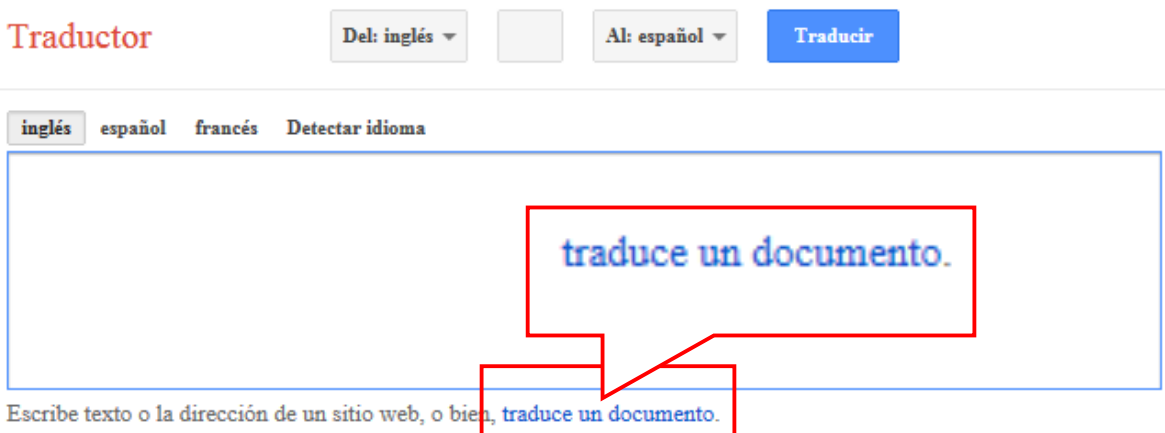 Traductor
Del: inglés
Al: español
Traducir
inglés español francés Detectar idioma
traduce un documento.
Escribe texto o la dirección de un sitio web, o bien, traduce un documento.